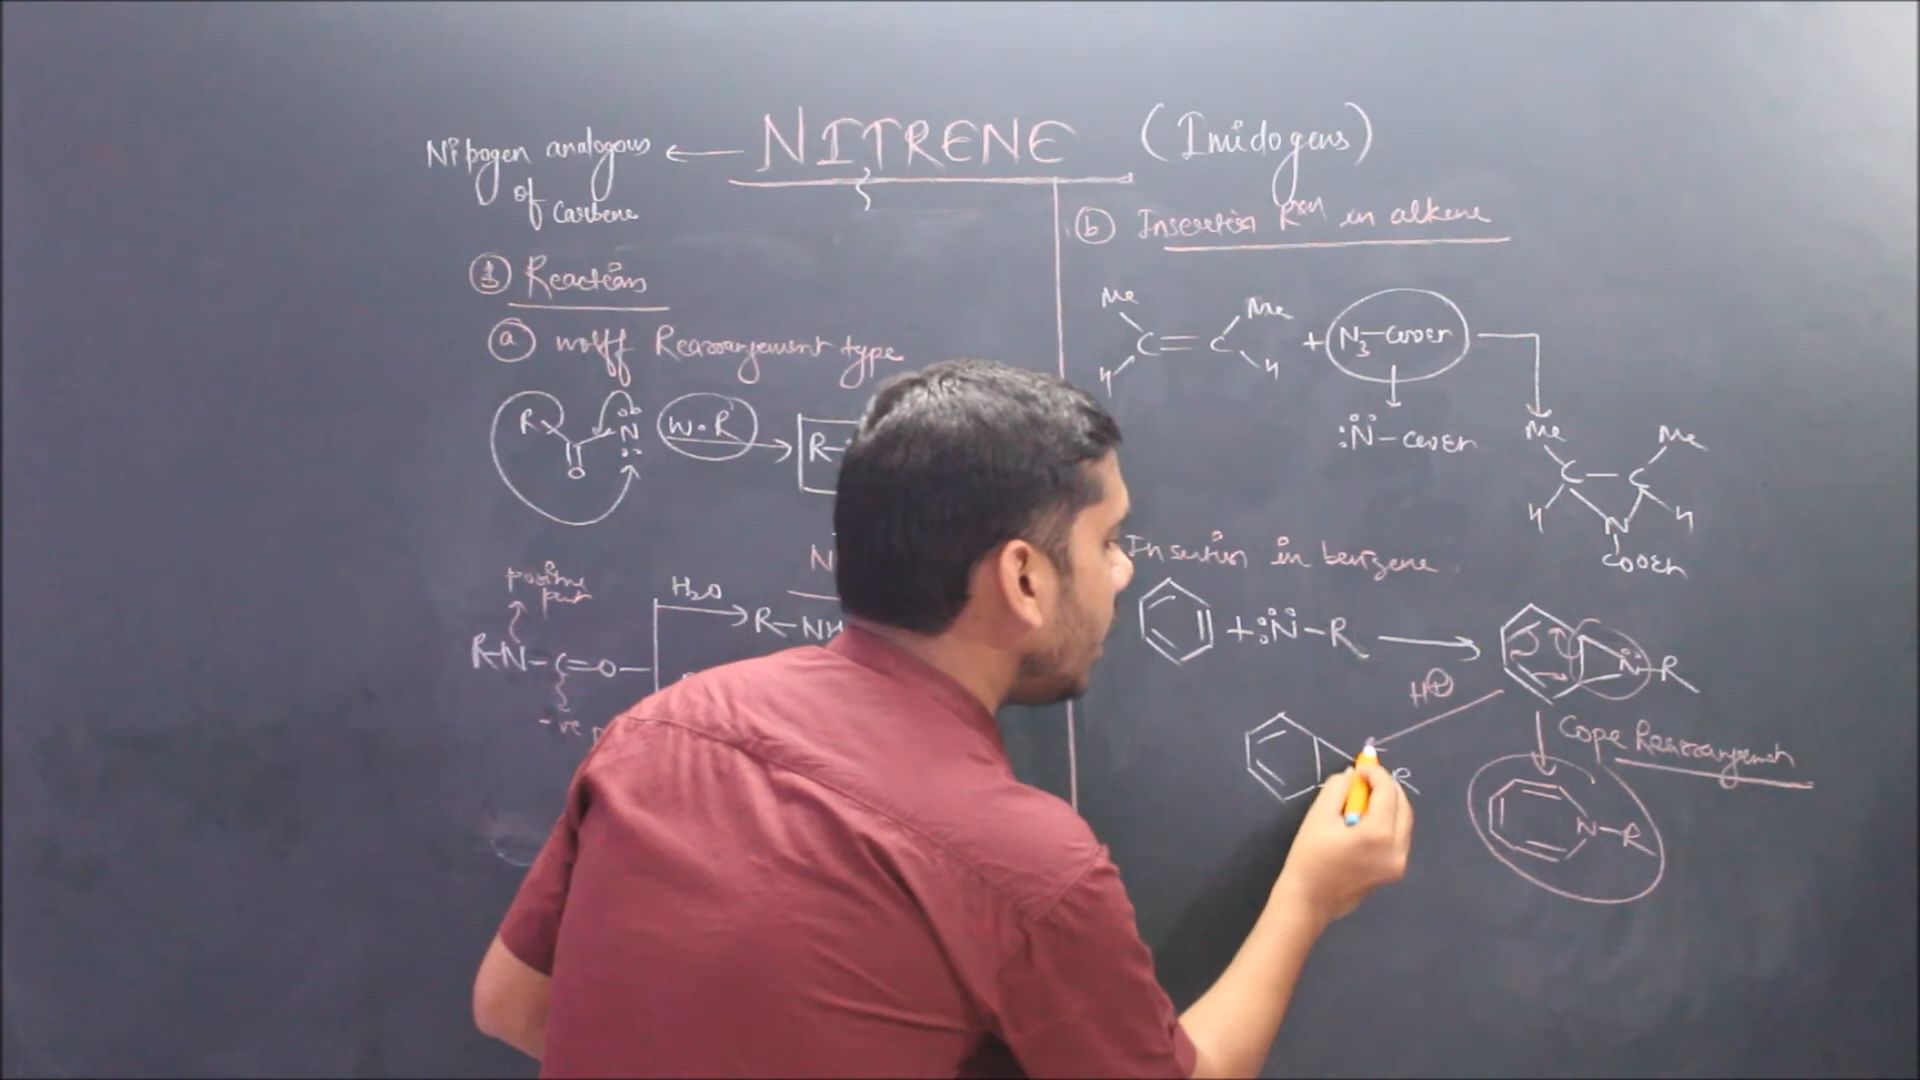 NITRENE (Imidogens)
Nitrogen analogous
of Carbene
① Reactions
ⓐ wolff Rearrangement type
R N
O
W.R
R-
positive
part
H₂O
R-NH
R-N-C=O
-ve p
ⓑ Insertion Rxn in alkene
Me Me
C=C
H H
+ N₃-COOEt
:N̈-COOEt
Me Me
C-C
H H
N
COOEt
Insertion in benzene
+ :N̈-R
N̈-R
H⊕
Cope Rearrangement
N-R
R